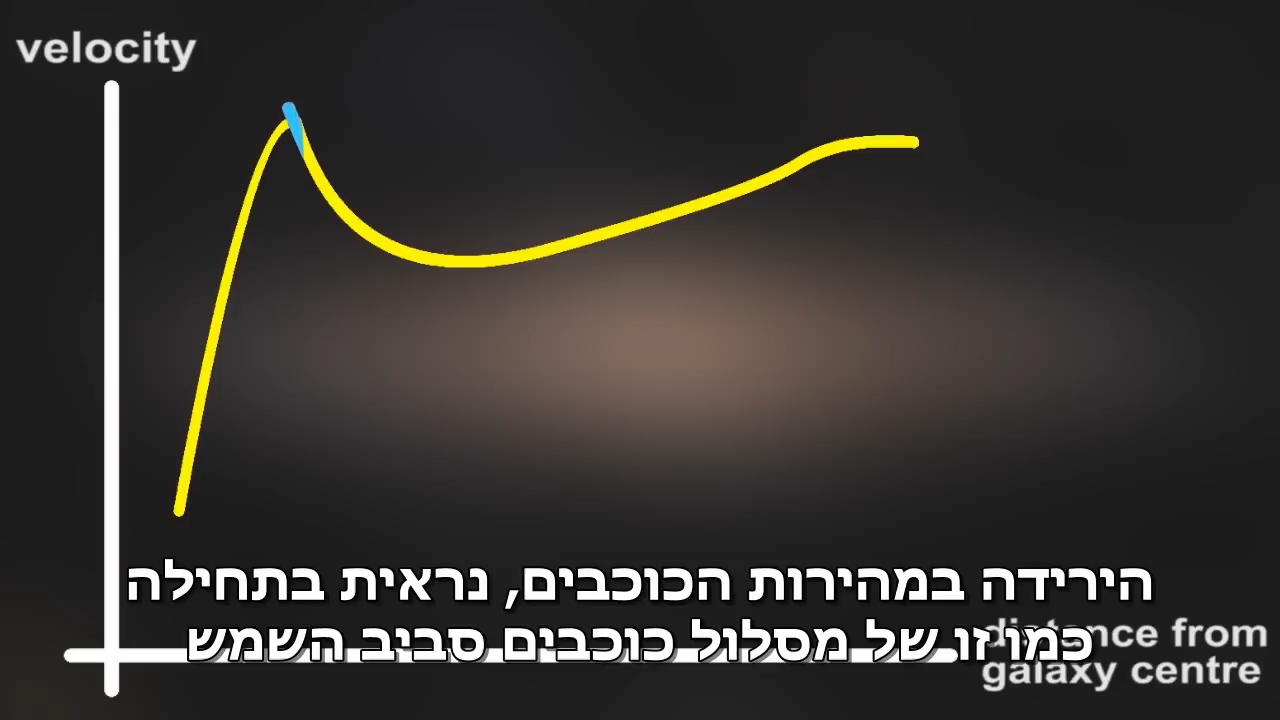 velocity
הירידה במהירות הכוכבים, נראית בתחילה
כמו זו של מסלול כוכבים סביב השמש
distance from
galaxy centre